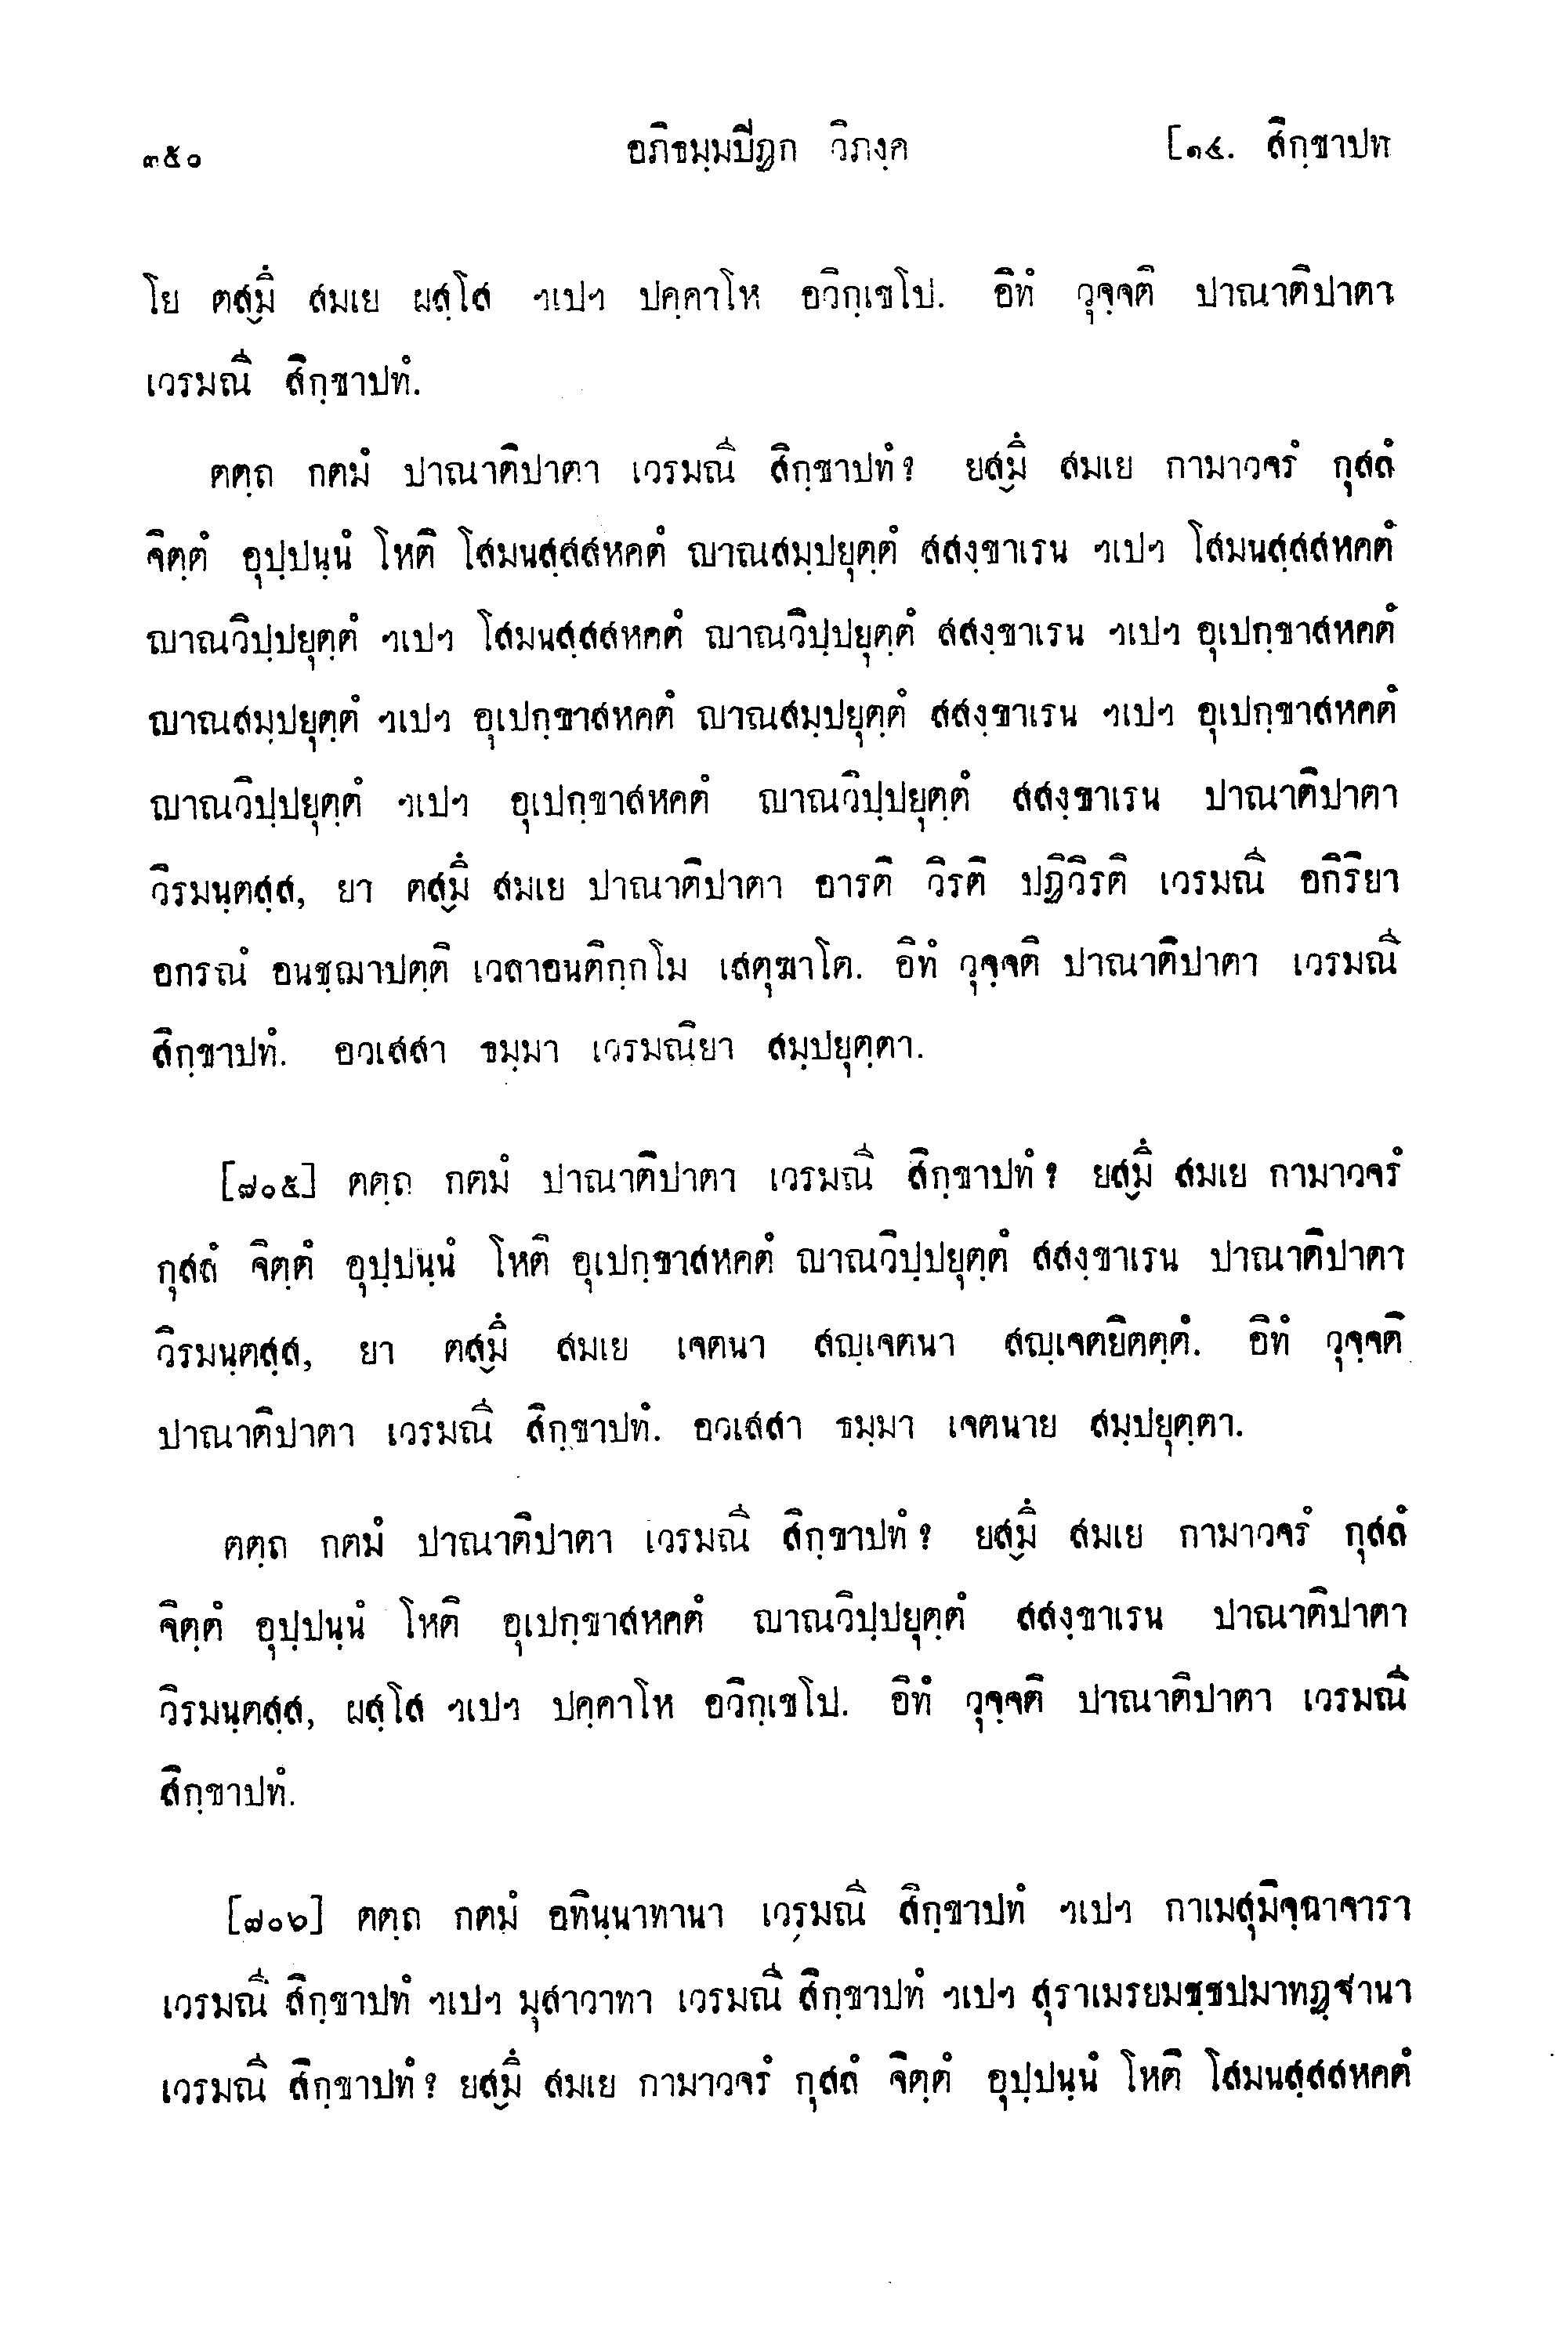 ๓๕๐ อภิธมฺมปิฏก วิภงฺค [๑๔. สิกฺขาปท
โย ตสฺมึ สมเย ผสฺโส ฯเปฯ ปคฺคาโห อวิกฺเขโป. อิทํ วุจฺจติ ปาณาติปาตา
เวรมณี สิกฺขาปทํ.
ตตฺถ กตมํ ปาณาติปาตา เวรมณี สิกฺขาปทํ? ยสฺมึ สมเย กามาวจรํ กุสลํ
จิตฺตํ อุปฺปนฺนํ โหติ โสมนสฺสสหคตํ ญาณสมฺปยุตฺตํ สสงฺขาเรน ฯเปฯ โสมนสฺสสหคตํ
ญาณวิปฺปยุตฺตํ ฯเปฯ โสมนสฺสสหคตํ ญาณวิปฺปยุตฺตํ สสงฺขาเรน ฯเปฯ อุเปกฺขาสหคตํ
ญาณสมฺปยุตฺตํ ฯเปฯ อุเปกฺขาสหคตํ ญาณสมฺปยุตฺตํ สสงฺขาเรน ฯเปฯ อุเปกฺขาสหคตํ
ญาณวิปฺปยุตฺตํ ฯเปฯ อุเปกฺขาสหคตํ ญาณวิปฺปยุตฺตํ สสงฺขาเรน ปาณาติปาตา
วิรมนฺตสฺส, ยา ตสฺมึ สมเย ปาณาติปาตา อารติ วิรติ ปฏิวิรติ เวรมณี อกิริยา
อกรณํ อนชฺฌาปตฺติ เวลาอนติกฺกโม เสตุฆาโต. อิทํ วุจฺจติ ปาณาติปาตา เวรมณี
สิกฺขาปทํ. อวเสสา ธมฺมา เวรมณิยา สมฺปยุตฺตา.
[๗๐๕] ตตฺถ กตมํ ปาณาติปาตา เวรมณี สิกฺขาปทํ? ยสฺมึ สมเย กามาวจรํ
กุสลํ จิตฺตํ อุปฺปนฺนํ โหติ อุเปกฺขาสหคตํ ญาณวิปฺปยุตฺตํ สสงฺขาเรน ปาณาติปาตา
วิรมนฺตสฺส, ยา ตสฺมึ สมเย เจตนา สญฺเจตนา สญฺเจตยิตตฺตํ. อิทํ วุจฺจติ
ปาณาติปาตา เวรมณี สิกฺขาปทํ. อวเสสา ธมฺมา เจตนาย สมฺปยุตฺตา.
ตตฺถ กตมํ ปาณาติปาตา เวรมณี สิกฺขาปทํ? ยสฺมึ สมเย กามาวจรํ กุสลํ
จิตฺตํ อุปฺปนฺนํ โหติ อุเปกฺขาสหคตํ ญาณวิปฺปยุตฺตํ สสงฺขาเรน ปาณาติปาตา
วิรมนฺตสฺส, ผสฺโส ฯเปฯ ปคฺคาโห อวิกฺเขโป. อิทํ วุจฺจติ ปาณาติปาตา เวรมณี
สิกฺขาปทํ.
[๗๐๖] ตตฺถ กตมํ อทินฺนาทานา เวรมณี สิกฺขาปทํ ฯเปฯ กาเมสุมิจฺฉาจารา
เวรมณี สิกฺขาปทํ ฯเปฯ มุสาวาทา เวรมณี สิกฺขาปทํ ฯเปฯ สุราเมรยมชฺชปมาทฏฺฐานา
เวรมณี สิกฺขาปทํ? ยสฺมึ สมเย กามาวจรํ กุสลํ จิตฺตํ อุปฺปนฺนํ โหติ โสมนสฺสสหคตํ